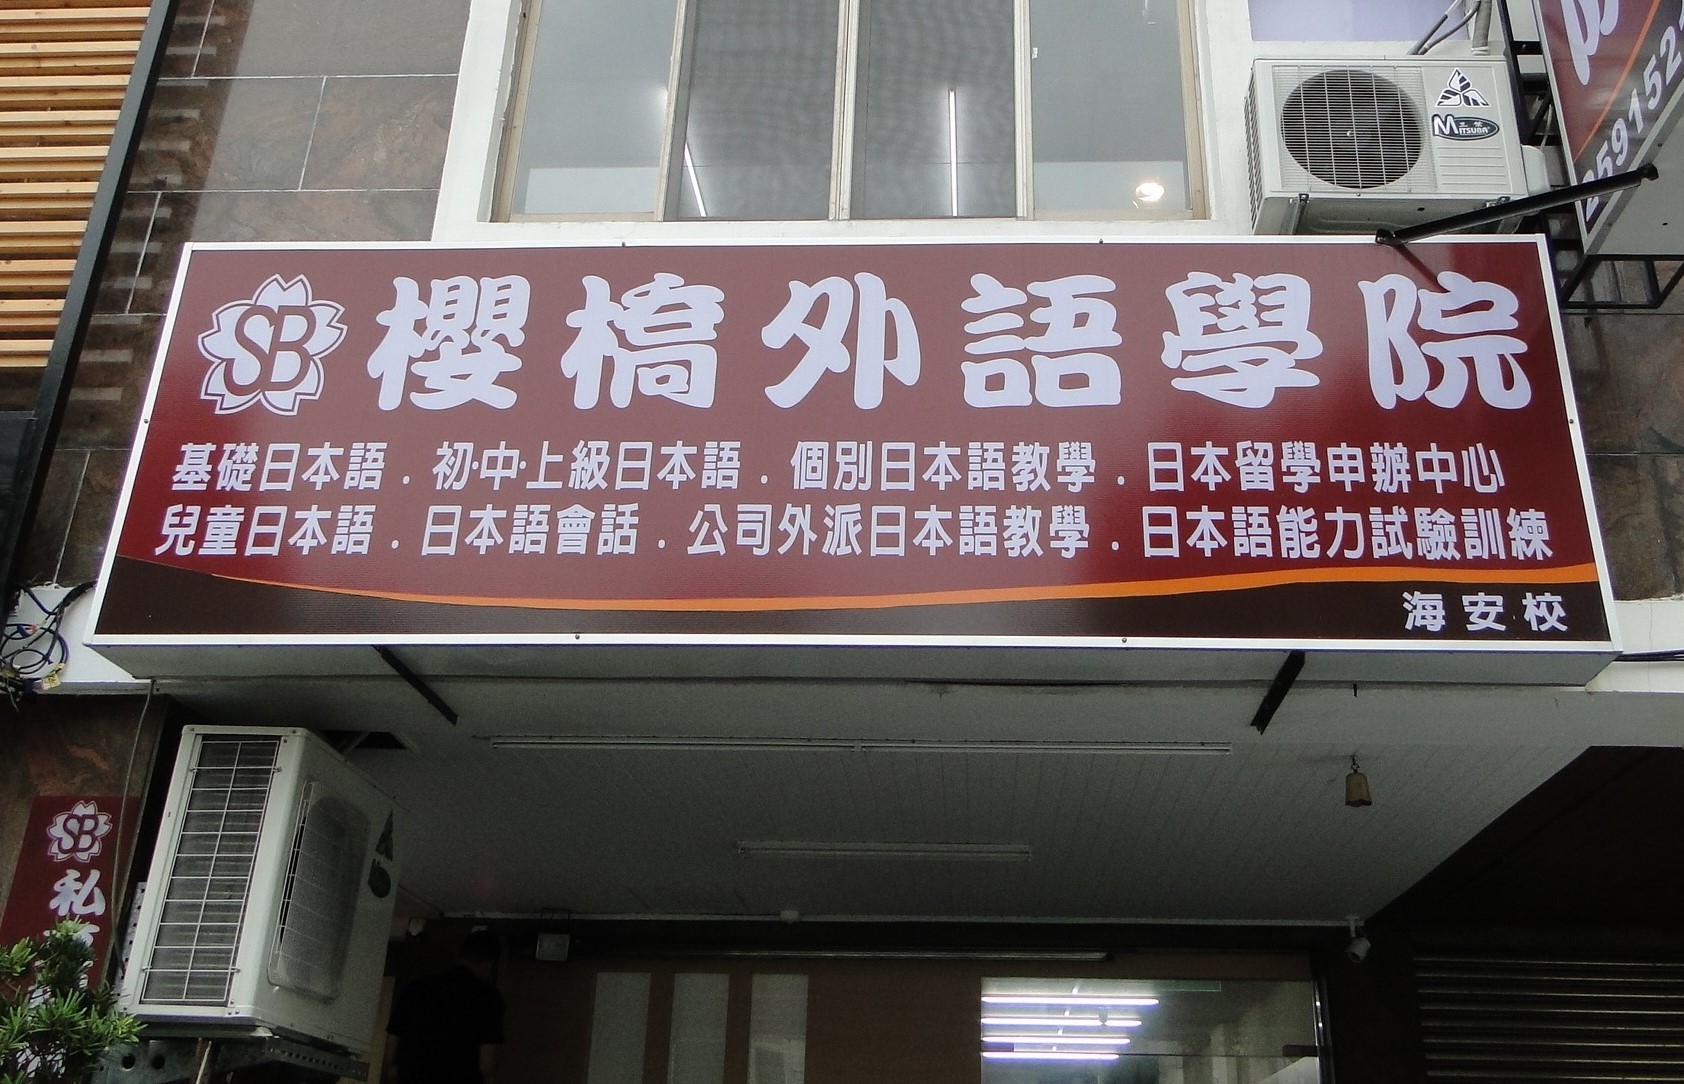 MITSUBA
591521
SB 櫻橋外語學院
基礎日本語．初·中·上級日本語．個別日本語教學．日本留學申辦中心
兒童日本語．日本語會話．公司外派日本語教學．日本語能力試驗訓練
海安校
SB
私